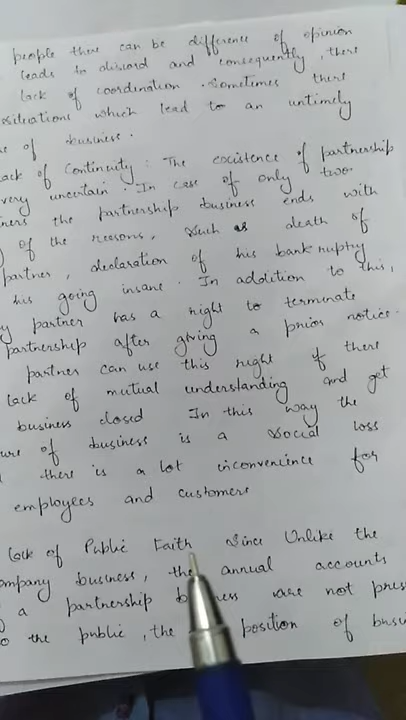 people there can be difference of opinion
leads to discord and consequently, there
lack of coordination. Sometimes there
situations which lead to an untimely
of business.
ack of Continuity: The existence of partnership
very uncertain. In case of only two
ners the partnership business ends with
of the reasons, such as death of
partner, declaration of his bankruptcy
his going insane. In addition to this,
y partner has a right to terminate
partnership after giving a prior notice.
partner can use this right if there
lack of mutual understanding and get
business closed In this way the
ure of business is a social loss
there is a lot inconvenience for
employees and customers
lack of Public Faith Since Unlike the
ompany business, the annual accounts
a partnership are not pres
o the public, the position of busi